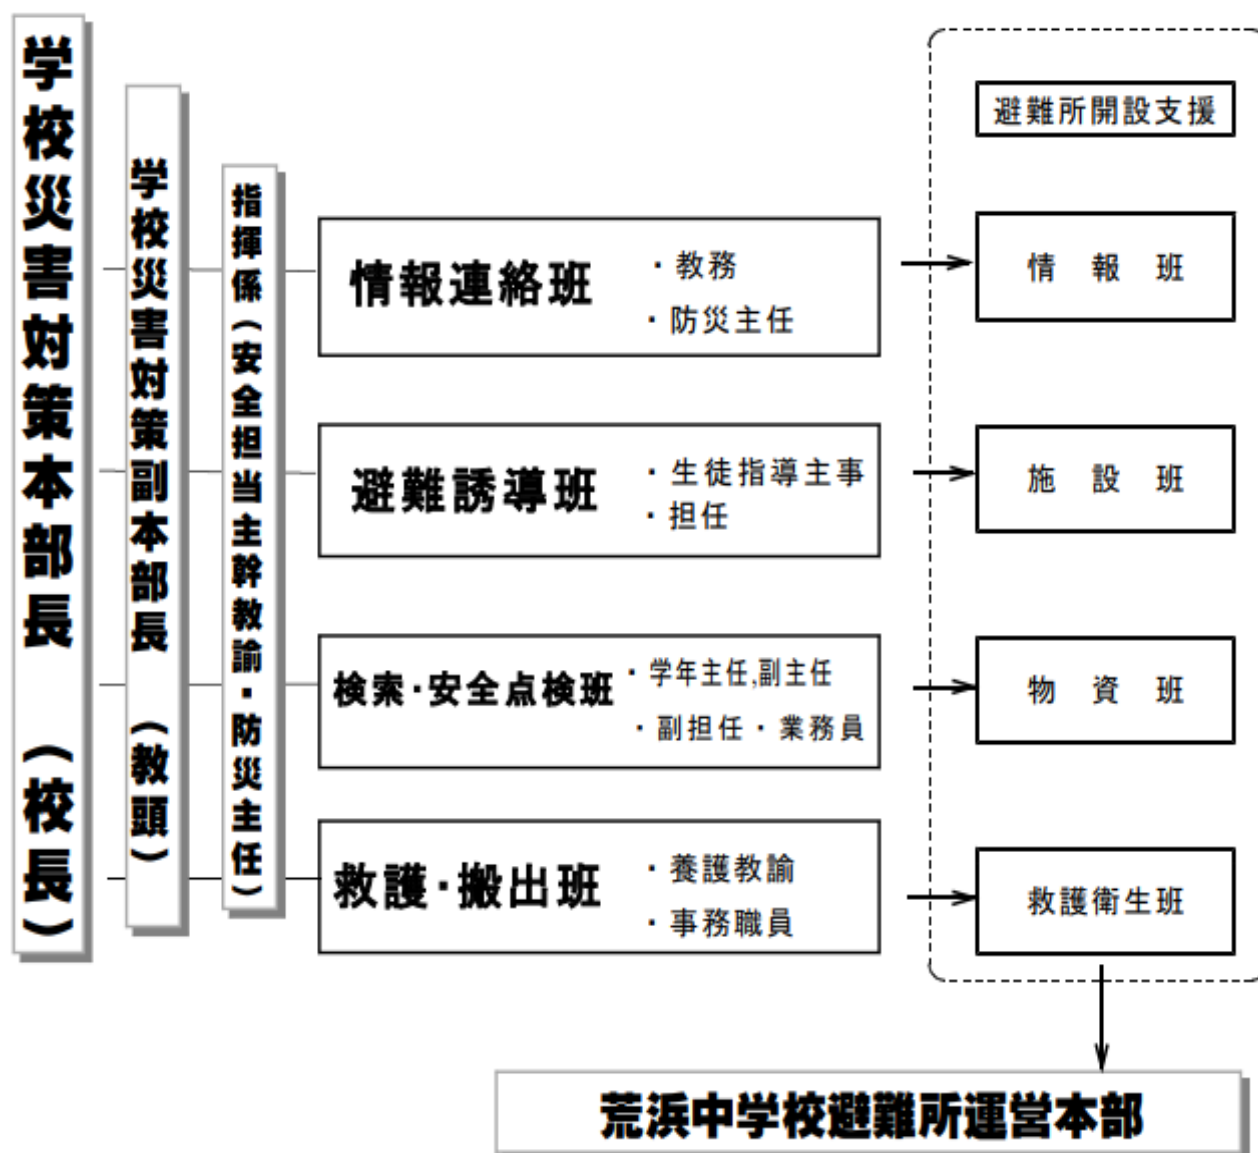 学校災害対策本部長　（校長）
学校災害対策副本部長　（教頭）
指揮係（安全担当主幹教諭・防災主任）
情報連絡班
・教務
・防災主任
避難誘導班
・生徒指導主事
・担任
検索・安全点検班
・学年主任,副主任
・副担任・業務員
救護・搬出班
・養護教諭
・事務職員
避難所開設支援
情　報　班
施　設　班
物　資　班
救護衛生班
荒浜中学校避難所運営本部